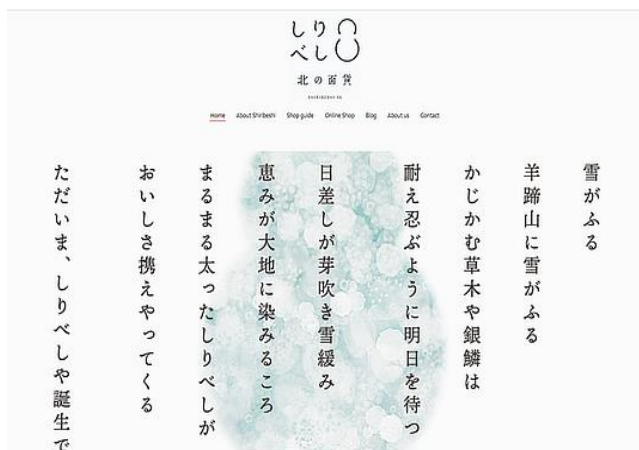 しり
べし
北の百貨
Home About Shiribeshi Shop guide Online Shop Blog About us Contact
雪がふる
羊蹄山に雪がふる
かじかむ草木や銀鱗は
耐え忍ぶように明日を待つ
日差しが芽吹き雪緩み
恵みが大地に染みるころ
まるまる太ったしりべしが
おいしさ携えやってくる
ただいま、しりべしや誕生で